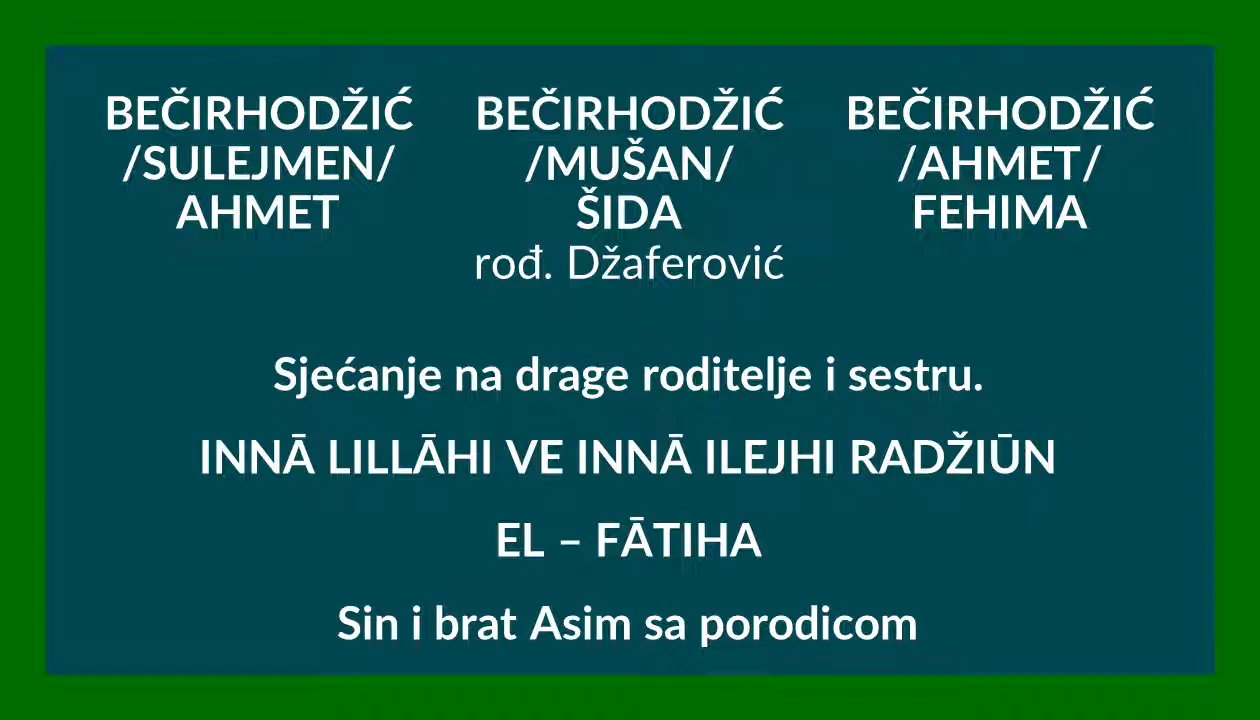 BEČIRHODŽIĆ BEČIRHODŽIĆ BEČIRHODŽIĆ
/SULEJMEN/ /MUŠAN/ /AHMET/
AHMET ŠIDA FEHIMA
rođ. Džaferović
Sjećanje na drage roditelje i sestru.
INNĀ LILLĀHI VE INNĀ ILEJHI RADŽIŪN
EL – FĀTIHA
Sin i brat Asim sa porodicom